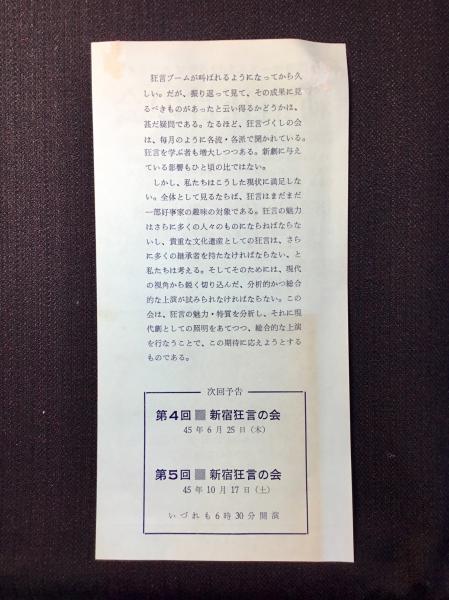 狂言ブームが叫ばれるようになってから久
しい。だが、振り返って見て、その成果に見
るべきものがあったと云い得るかどうかは、
甚だ疑問である。なるほど、狂言づくしの会
は、毎月のように各流・各派で開かれている。
狂言を学ぶ者も増大しつつある。新劇に与え
ている影響もひと頃の比ではない。
しかし、私たちはこうした現状に満足しな
い。全体として見るならば、狂言はまだまだ
一部好事家の趣味の対象である。狂言の魅力
はさらに多くの人々のものにならねばならな
いし、貴重な文化遺産としての狂言は、さら
に多くの継承者を持たなければならない、と
私たちは考える。そしてそのためには、現代
の視角から鋭く切り込んだ、分析的かつ総合
的な上演が試みられなければならない。この
会は、狂言の魅力・特質を分析し、それに現
代劇としての照明をあてつつ、総合的な上演
を行なうことで、この期待に応えようとする
ものである。
次回予告
第4回 ■ 新宿狂言の会
45年6月25日(木)
第5回 ■ 新宿狂言の会
45年10月17日(土)
いづれも6時30分開演